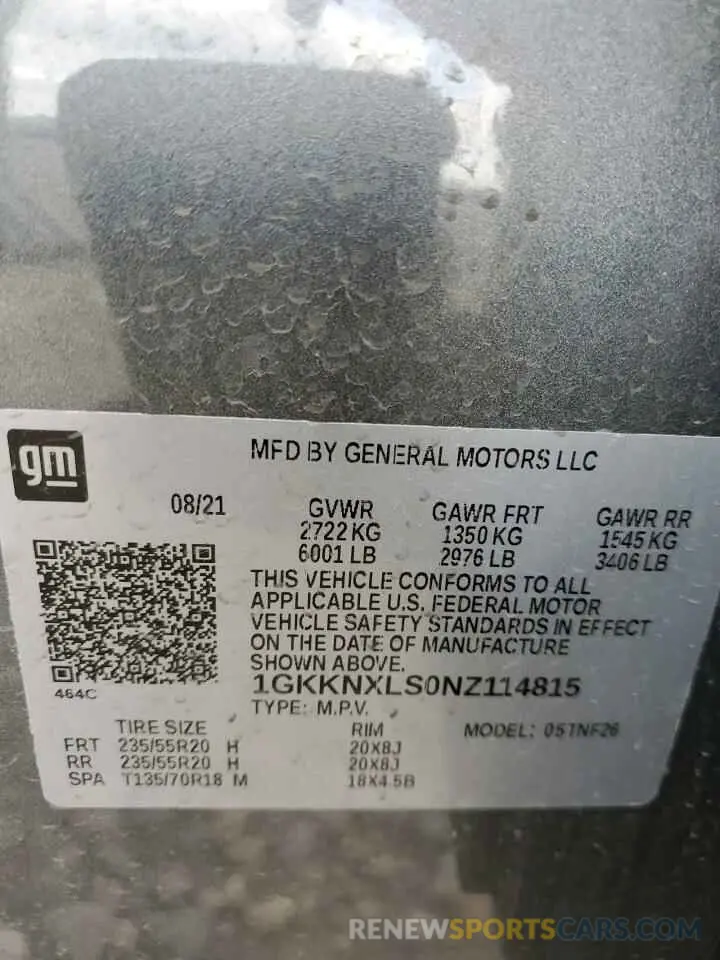 gm
MFD BY GENERAL MOTORS LLC
08/21 GVWR GAWR FRT GAWR RR
2722 KG 1350 KG 1545 KG
6001 LB 2976 LB 3406 LB
THIS VEHICLE CONFORMS TO ALL
APPLICABLE U.S. FEDERAL MOTOR
VEHICLE SAFETY STANDARDS IN EFFECT
ON THE DATE OF MANUFACTURE
SHOWN ABOVE.
464C
1GKKNXLS0NZ114815
TYPE: M.P.V.
TIRE SIZE RIM MODEL: 05TNF26
FRT 235/55R20 H 20X8J
RR 235/55R20 H 20X8J
SPA T135/70R18 M 18X4.5B
RENEWSPORTSCARS.COM